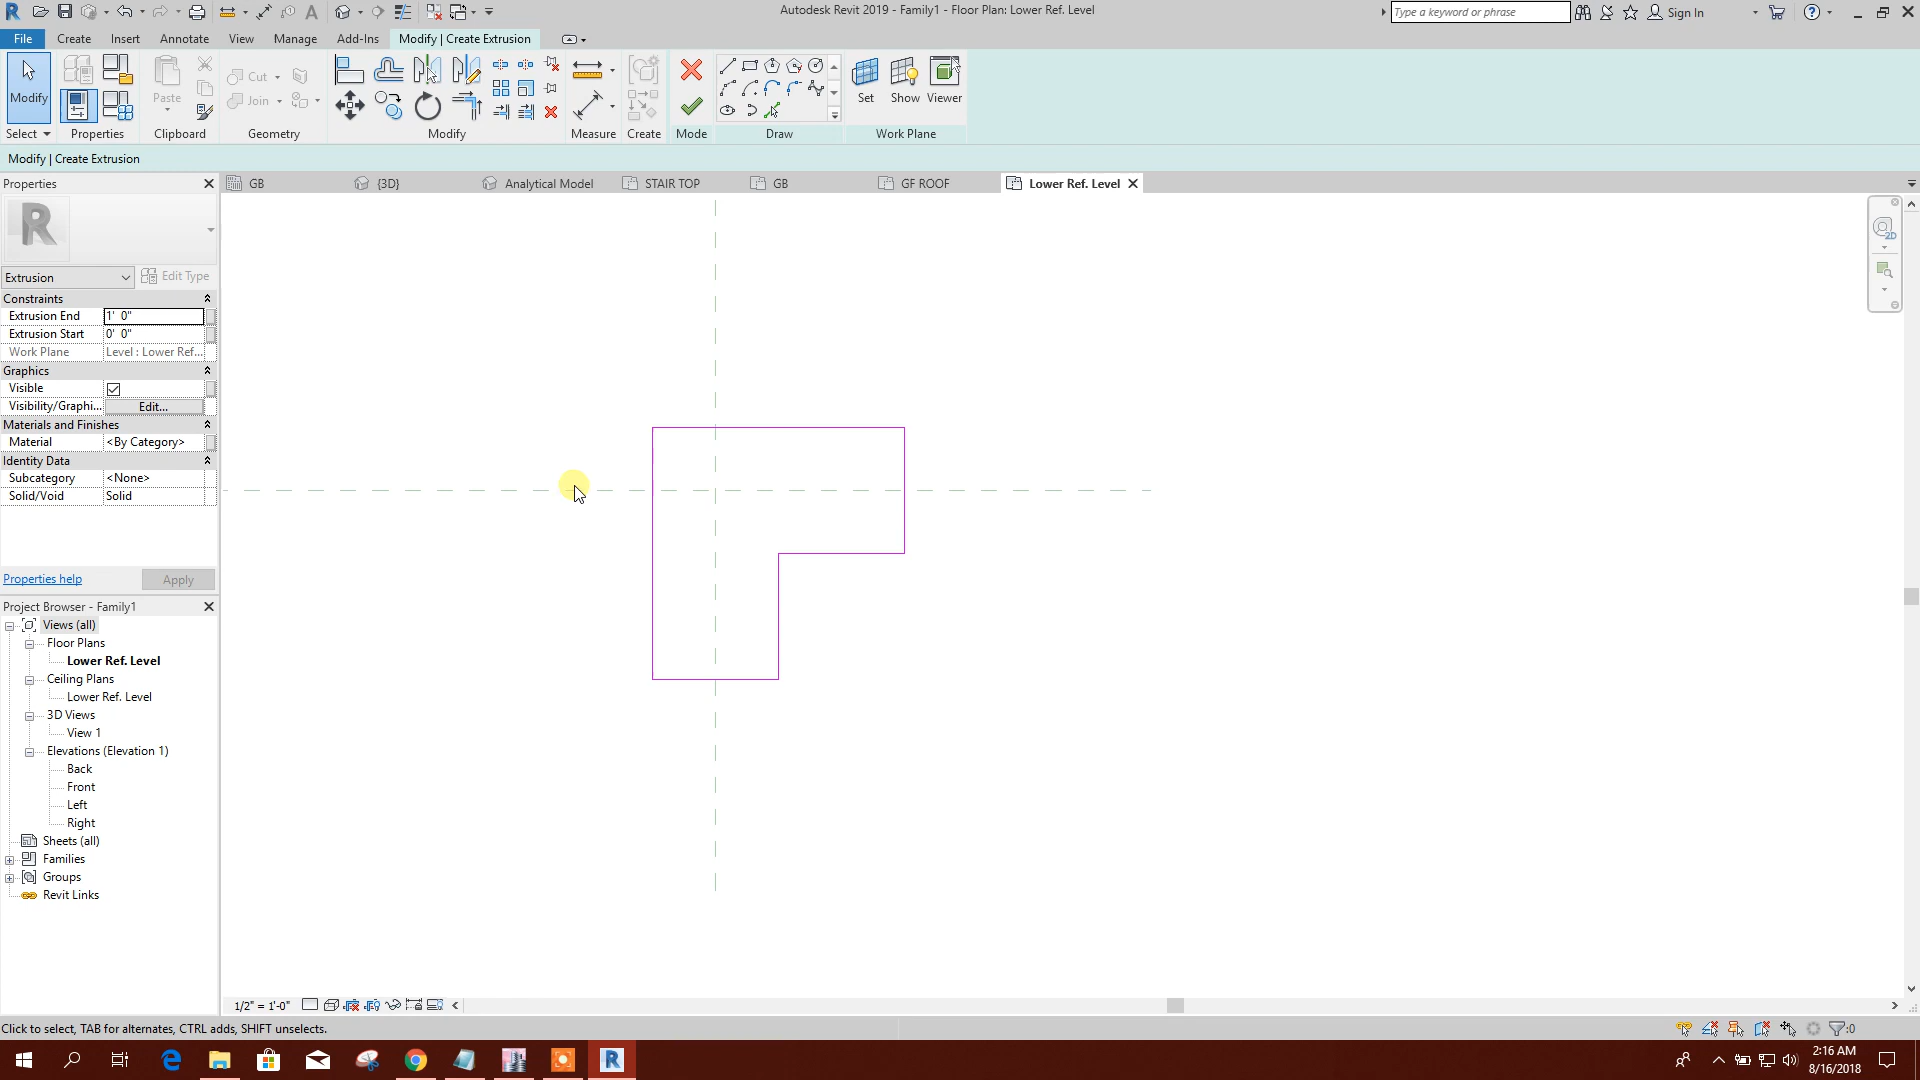 Autodesk Revit 2019 - Family1 - Floor Plan: Lower Ref. Level
Type a keyword or phrase
Sign In
File
Create
Insert
Annotate
View
Manage
Add-Ins
Modify | Create Extrusion
Modify
Paste
Cut
Join
Set
Show
Viewer
Select
Properties
Clipboard
Geometry
Modify
Measure
Create
Mode
Draw
Work Plane
Modify | Create Extrusion
Properties
GB
{3D}
Analytical Model
STAIR TOP
GB
GF ROOF
Lower Ref. Level
R
2D
Extrusion
Edit Type
Constraints
Extrusion End 1' 0"
Extrusion Start 0' 0"
Work Plane Level : Lower Ref...
Graphics
Visible
Visibility/Graphi... Edit...
Materials and Finishes
Material <By Category>
Identity Data
Subcategory <None>
Solid/Void Solid
Properties help
Apply
Project Browser - Family1
Views (all)
Floor Plans
Lower Ref. Level
Ceiling Plans
Lower Ref. Level
3D Views
View 1
Elevations (Elevation 1)
Back
Front
Left
Right
Sheets (all)
Families
Groups
Revit Links
1/2" = 1'-0"
Click to select, TAB for alternates, CTRL adds, SHIFT unselects.
:0
2:16 AM
8/16/2018